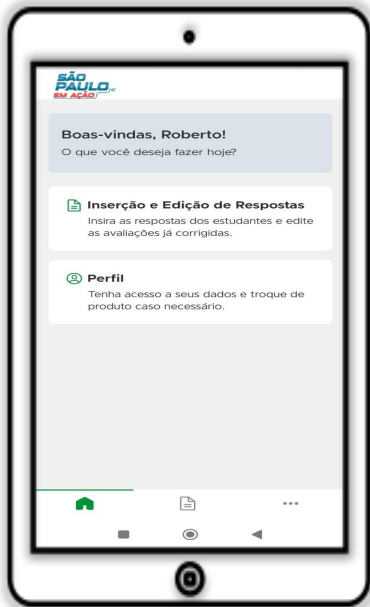 SÃO
PAULO
EM AÇÃO
Boas-vindas, Roberto!
O que você deseja fazer hoje?
Inserção e Edição de Respostas
Insira as respostas dos estudantes e edite
as avaliações já corrigidas.
Perfil
Tenha acesso a seus dados e troque de
produto caso necessário.